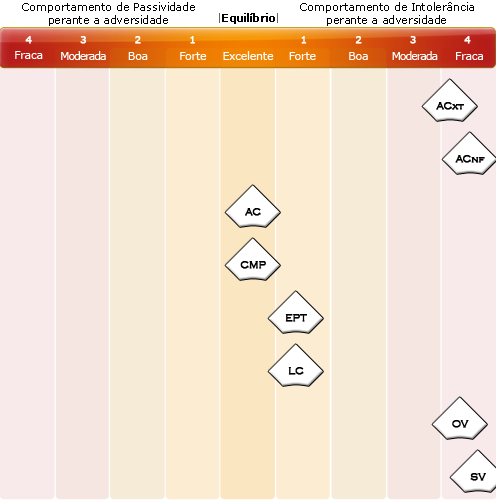 Comportamento de Passividade
perante a adversidade
|Equilíbrio|
Comportamento de Intolerância
perante a adversidade
4 3 2 1 1 2 3 4
Fraca Moderada Boa Forte Excelente Forte Boa Moderada Fraca
ACXT
ACNF
AC
CMP
EPT
LC
OV
SV